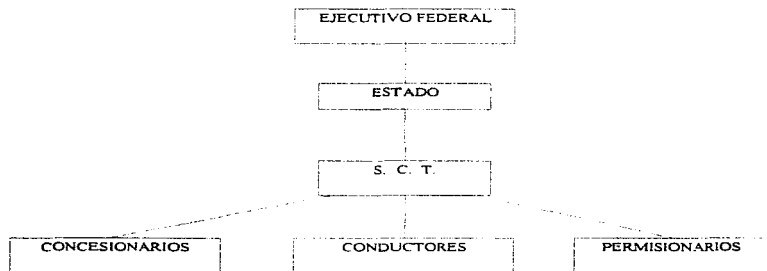 EJECUTIVO FEDERAL
ESTADO
S. C. T.
CONCESIONARIOS
CONDUCTORES
PERMISIONARIOS